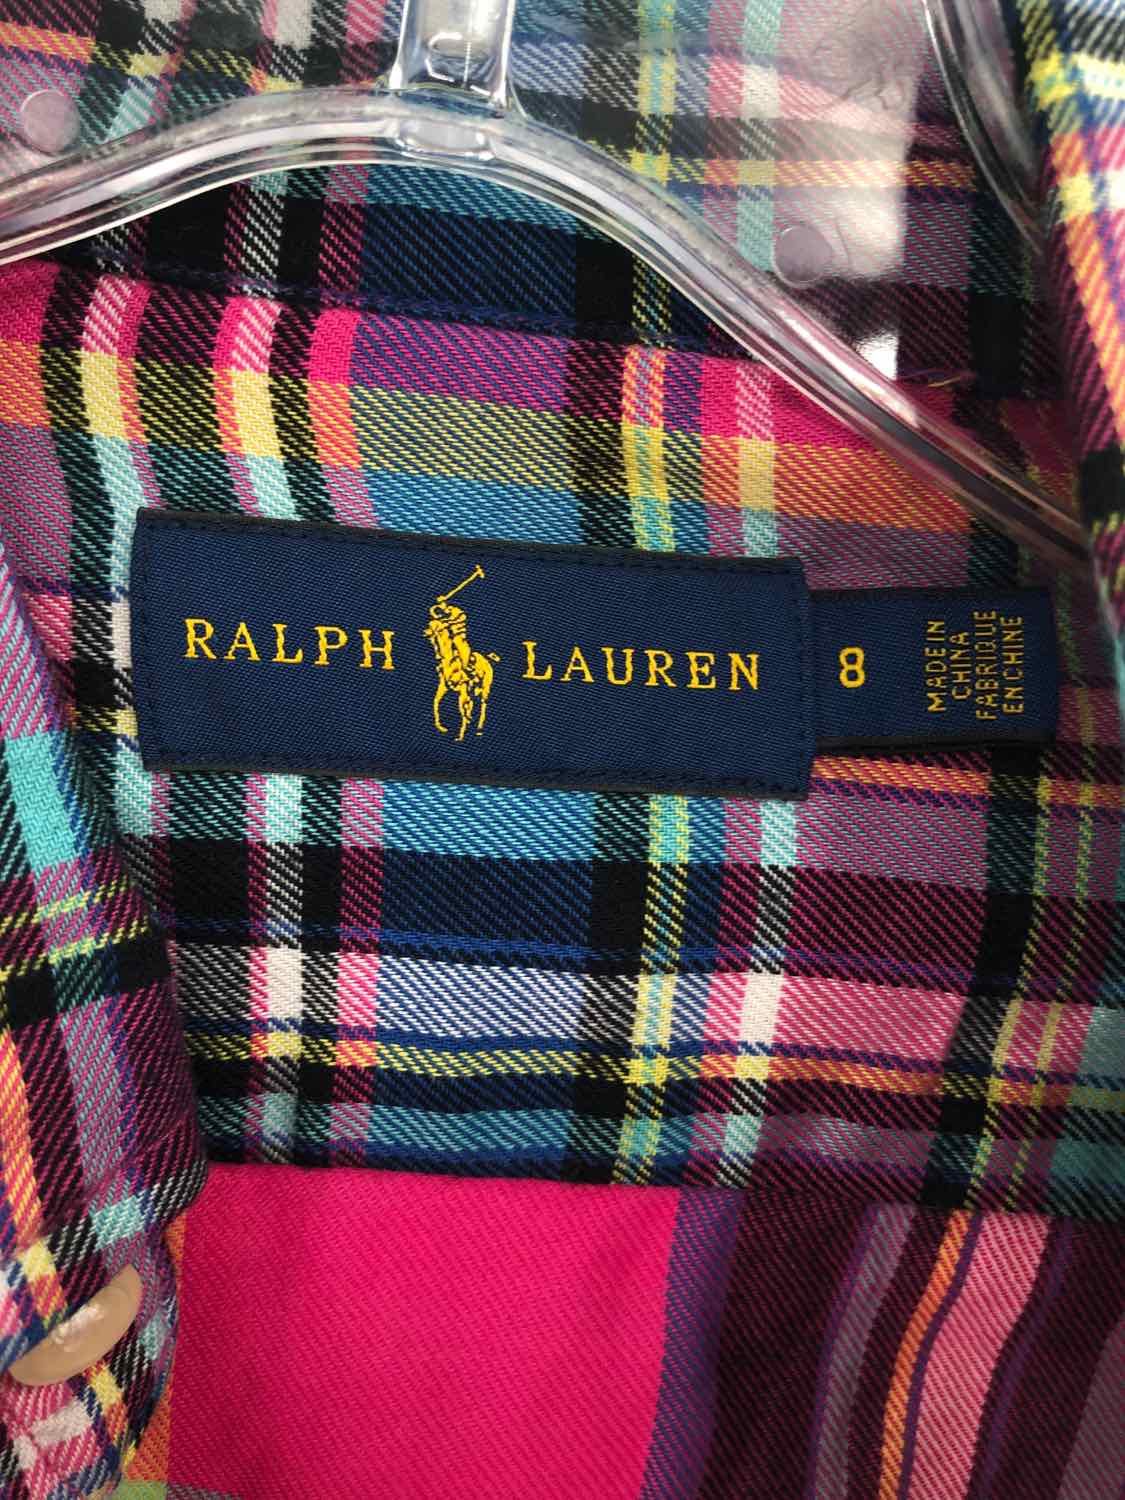 RALPH LAUREN
8
MADE IN
CHINA
FABRIQUE
EN CHINE